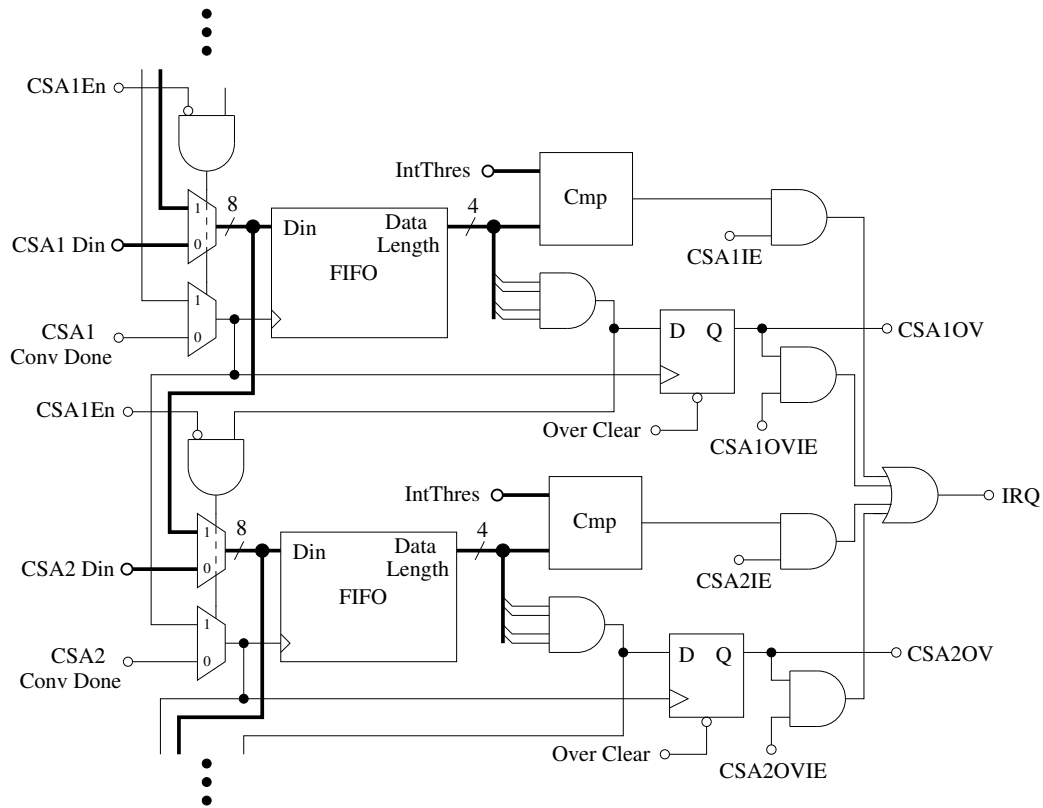 CSA1En
IntThres
Cmp
1
8
Din
Data
Length
4
CSA1 Din
0
FIFO
CSA1IE
1
CSA1
Conv Done
0
D
Q
CSA1OV
CSA1En
Over Clear
CSA1OVIE
IntThres
Cmp
IRQ
1
8
Din
Data
Length
4
CSA2 Din
0
FIFO
CSA2IE
1
CSA2
Conv Done
0
D
Q
CSA2OV
Over Clear
CSA2OVIE